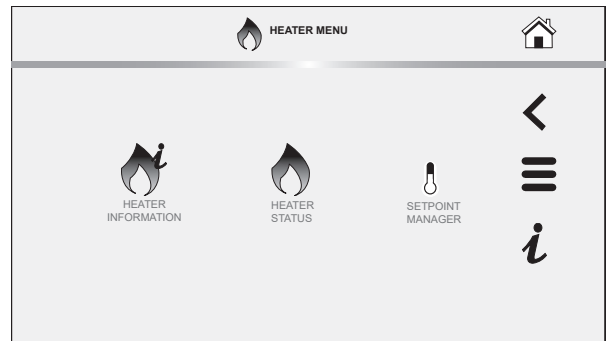 HEATER MENU
HEATER
INFORMATION
HEATER
STATUS
SETPOINT
MANAGER